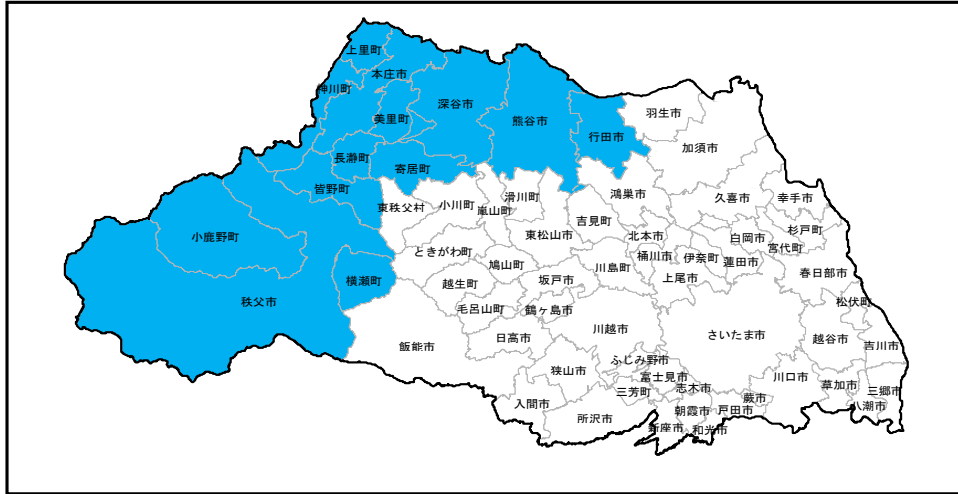 上里町
本庄市
神川町
美里町
深谷市
熊谷市
行田市
羽生市
加須市
長瀞町
寄居町
皆野町
東秩父村
小川町
嵐山町
滑川町
吉見町
鴻巣市
久喜市
幸手市
小鹿野町
ときがわ町
東松山市
北本市
白岡市
杉戸町
宮代町
横瀬町
秩父市
越生町
鳩山町
坂戸市
川島町
桶川市
伊奈町
蓮田市
上尾市
春日部市
毛呂山町
鶴ヶ島市
川越市
さいたま市
松伏町
飯能市
日高市
ふじみ野市
越谷市
吉川市
狭山市
富士見市
三芳町
志木市
川口市
草加市
三郷市
入間市
所沢市
朝霞市
戸田市
蕨市
八潮市
新座市
和光市